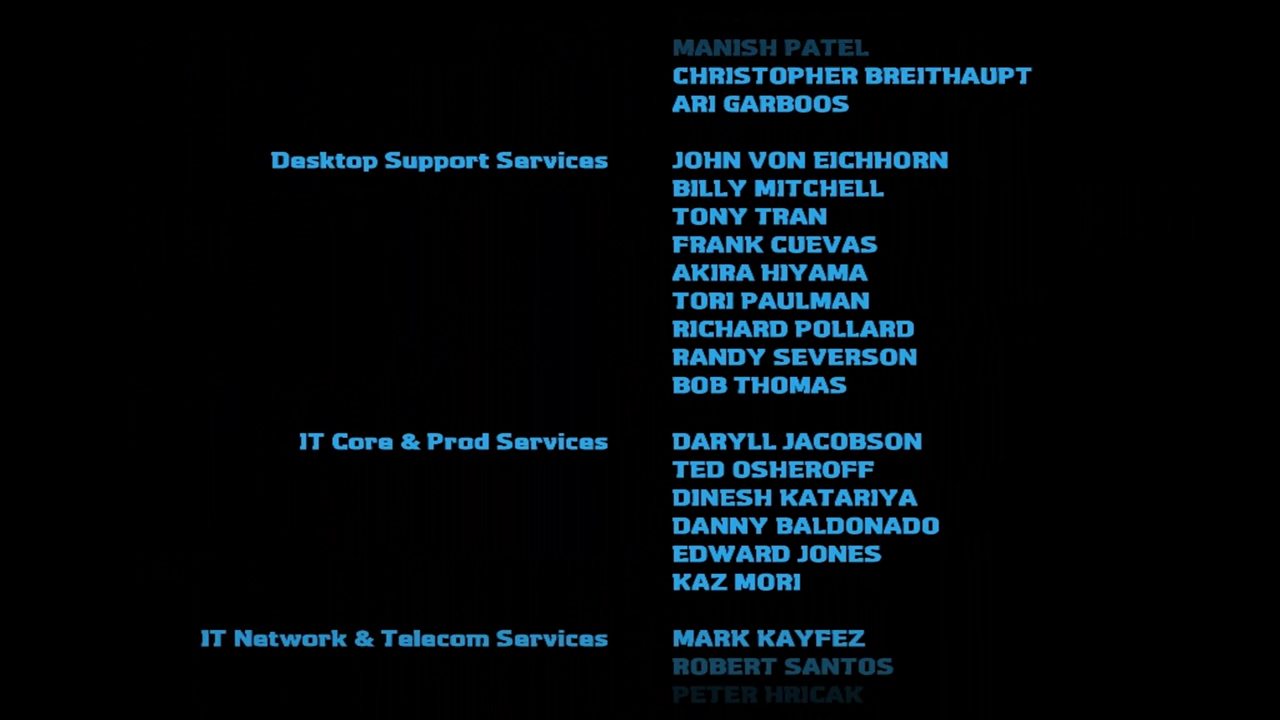 MANISH PATEL
CHRISTOPHER BREITHAUPT
ARI GARBOOS
Desktop Support Services JOHN VON EICHHORN
BILLY MITCHELL
TONY TRAN
FRANK CUEVAS
AKIRA HIYAMA
TORI PAULMAN
RICHARD POLLARD
RANDY SEVERSON
BOB THOMAS
IT Core & Prod Services DARYLL JACOBSON
TED OSHEROFF
DINESH KATARIYA
DANNY BALDONADO
EDWARD JONES
KAZ MORI
IT Network & Telecom Services MARK KAYFEZ
ROBERT SANTOS
PETER HRICAK